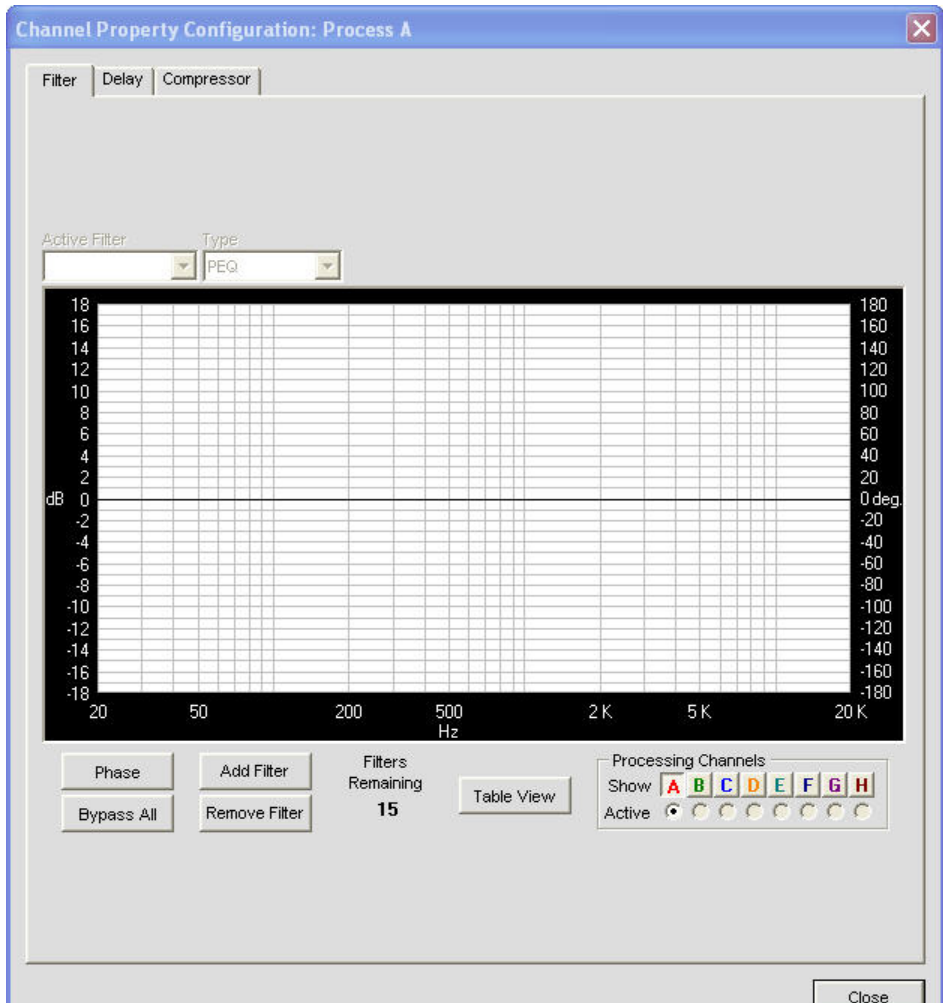 Channel Property Configuration: Process A
Filter Delay Compressor
Active Filter Type
PEQ
18 180
16 160
14 140
12 120
10 100
8 80
6 60
4 40
2 20
dB 0 0 deg.
-2 -20
-4 -40
-6 -60
-8 -80
-10 -100
-12 -120
-14 -140
-16 -160
-18 -180
20 50 200 500 2 K 5 K 20 K
Hz
Phase Add Filter Filters Remaining 15 Table View
Bypass All Remove Filter
Processing Channels
Show A B C D E F G H
Active
Close